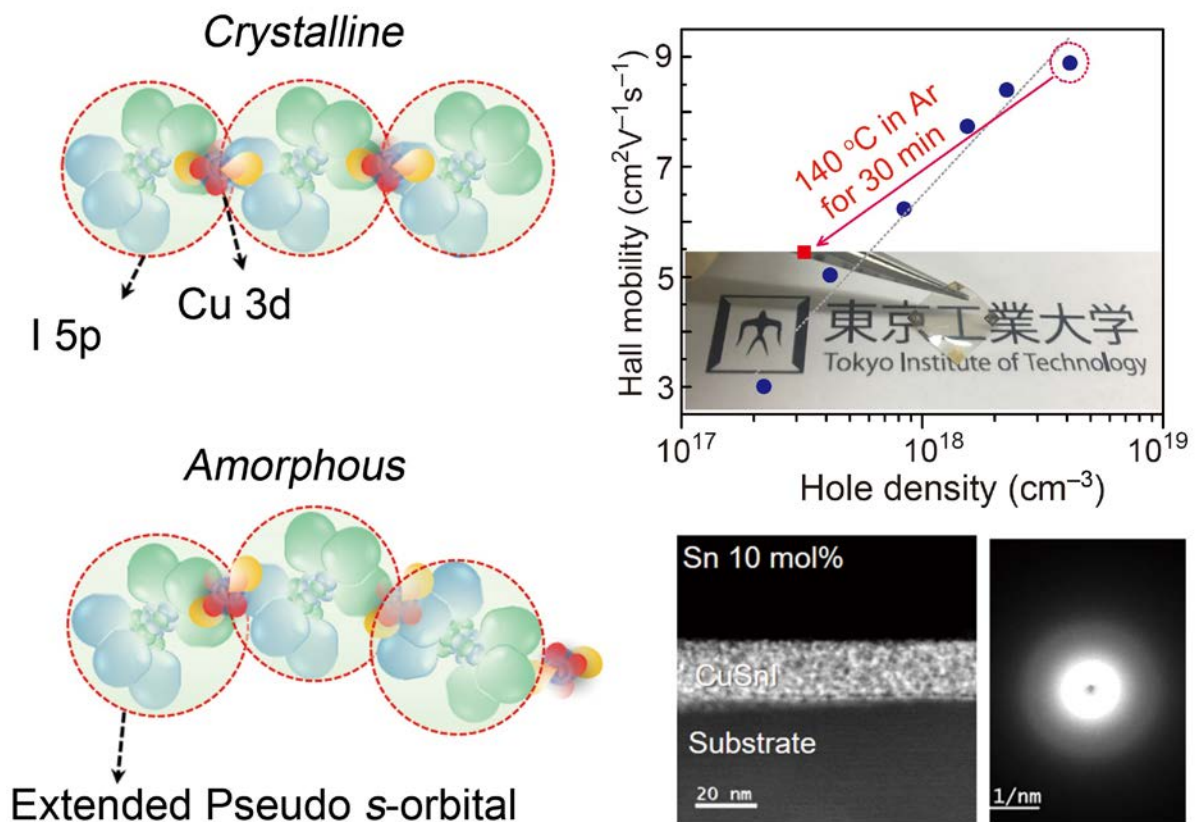 Crystalline
I 5p
Cu 3d
Amorphous
Extended Pseudo s-orbital
Hall mobility (cm²V⁻¹s⁻¹)
9
7
5
3
140 °C in Ar
for 30 min
東京工業大学
Tokyo Institute of Technology
10¹⁷
10¹⁸
10¹⁹
Hole density (cm⁻³)
Sn 10 mol%
CuSnI
Substrate
20 nm
1/nm